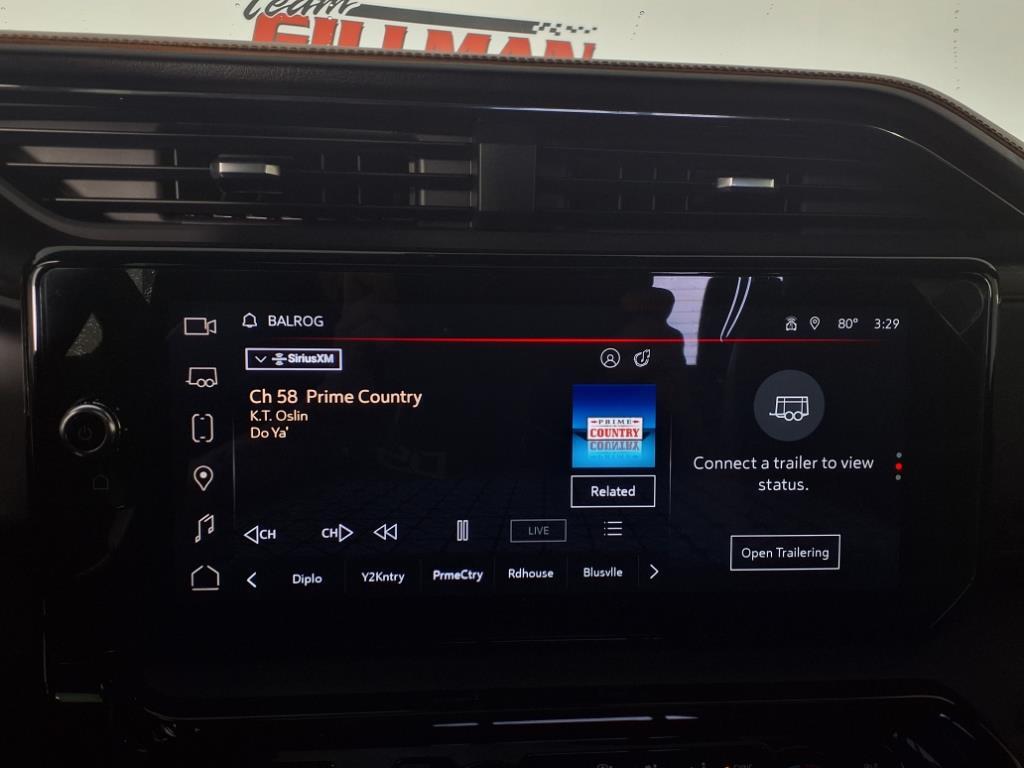 team
GILLMAN
BALROG
80° 3:29
SiriusXM
Ch 58 Prime Country
K.T. Oslin
Do Ya'
PRIME
COUNTRY
Related
Connect a trailer to view
status.
CH
CH
LIVE
Open Trailering
Diplo
Y2Kntry
PrmeCtry
Rdhouse
Blusvlle